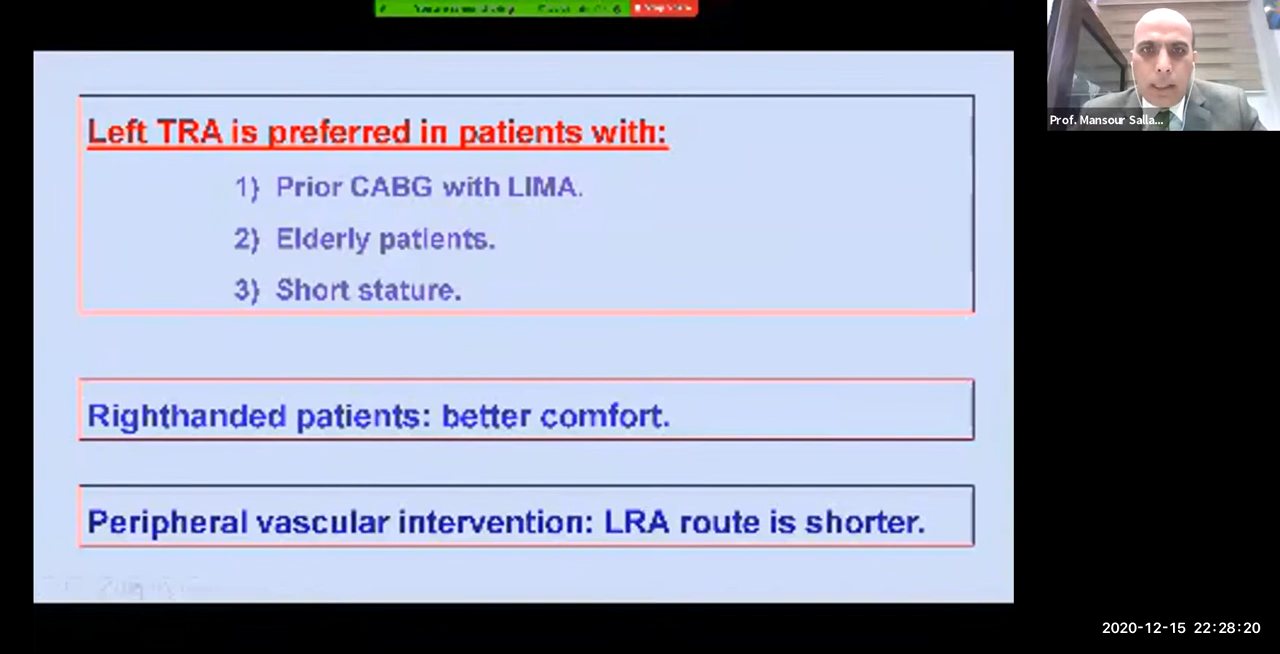 Left TRA is preferred in patients with:
1) Prior CABG with LIMA.
2) Elderly patients.
3) Short stature.
Righthanded patients: better comfort.
Peripheral vascular intervention: LRA route is shorter.
Prof. Mansour Salla...
2020-12-15 22:28:20